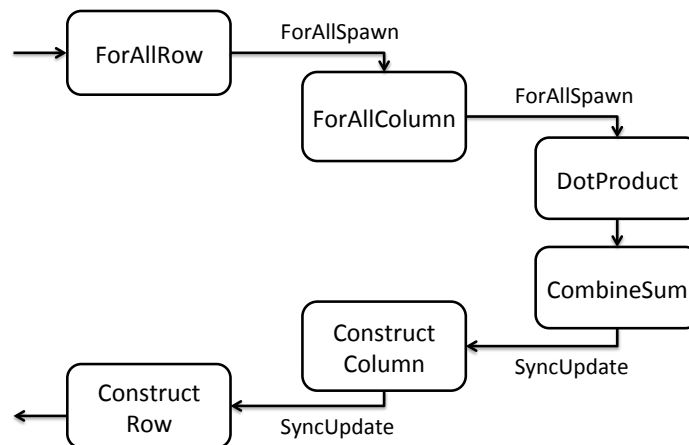 ForAllSpawn
ForAllRow
ForAllSpawn
ForAllColumn
DotProduct
CombineSum
Construct
Column
SyncUpdate
Construct
Row
SyncUpdate